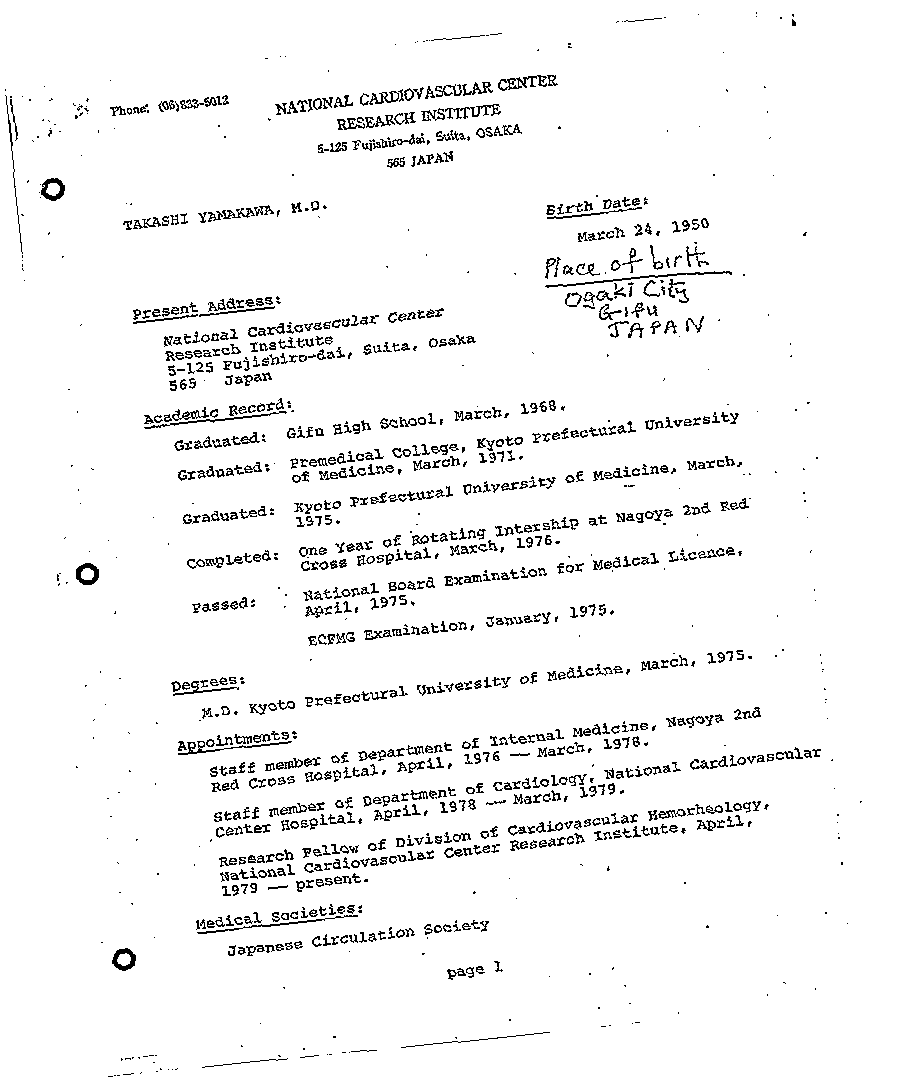 Phone: (06)833-5012
NATIONAL CARDIOVASCULAR CENTER
RESEARCH INSTITUTE
5-125 Fujishiro-dai, Suita, OSAKA
565 JAPAN
TAKASHI YAMAKAWA, M.D.
Birth Date:
March 24, 1950
Place of birth
Ogaki City
Gifu
JAPAN
Present Address:
National Cardiovascular Center
Research Institute
5-125 Fujishiro-dai, Suita, Osaka
565 Japan
Academic Record:
Graduated: Gifu High School, March, 1968.
Graduated: Premedical College, Kyoto Prefectural University
of Medicine, March, 1971.
Graduated: Kyoto Prefectural University of Medicine, March,
1975.
Completed: One Year of Rotating Intership at Nagoya 2nd Red
Cross Hospital, March, 1976.
Passed: National Board Examination for Medical Licence,
April, 1975.
ECFMG Examination, January, 1975.
Degrees:
M.D. Kyoto Prefectural University of Medicine, March, 1975.
Appointments:
Staff member of Department of Internal Medicine, Nagoya 2nd
Red Cross Hospital, April, 1976 -- March, 1978.
Staff member of Department of Cardiology, National Cardiovascular
Center Hospital, April, 1978 -- March, 1979.
Research Fellow of Division of Cardiovascular Hemorheology,
National Cardiovascular Center Research Institute, April,
1979 -- present.
Medical Societies:
Japanese Circulation Society
page 1